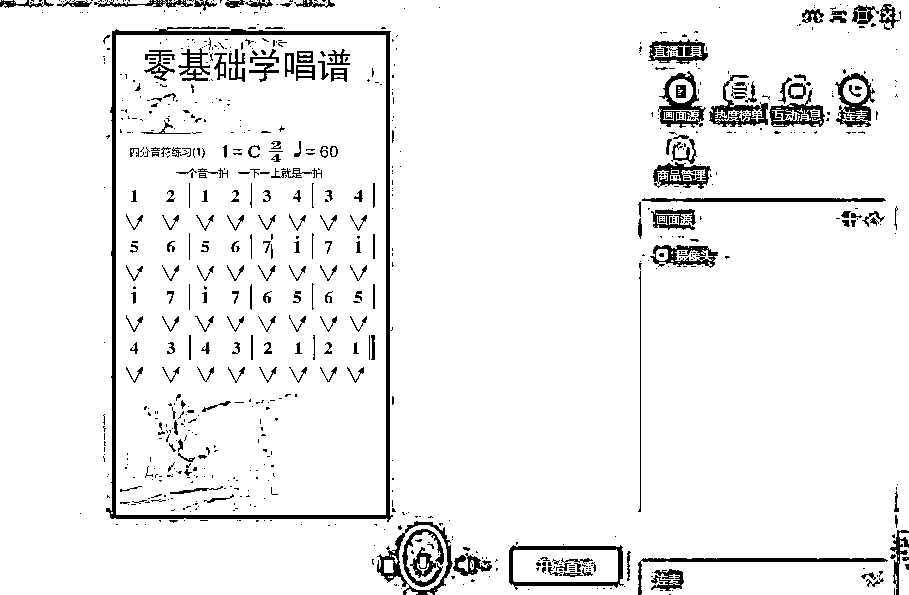 零基础学唱谱
四分音符练习(1) 1=C 2/4 ♩=60
一个音一拍 一下一上就是一拍
1 2 | 1 2 | 3 4 | 3 4 |
5 6 | 5 6 | 7 i | 7 i |
i 7 | i 7 | 6 5 | 6 5 |
4 3 | 4 3 | 2 1 | 2 1 ‖
直播工具
画面源 热度榜单 互动消息 连麦
商品管理
画面源
摄像头
开始直播
连麦